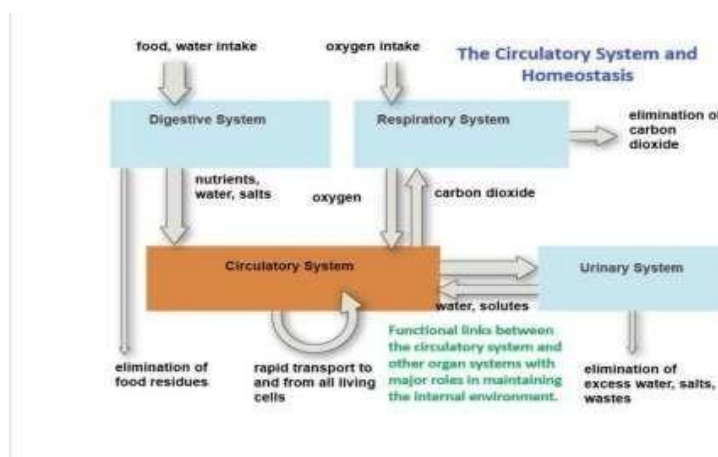 food, water intake
oxygen intake
The Circulatory System and
Homeostasis
Digestive System
Respiratory System
elimination of
carbon
dioxide
nutrients,
water, salts
oxygen
carbon dioxide
Circulatory System
Urinary System
water, solutes
Functional links between
the circulatory system and
other organ systems with
major roles in maintaining
the internal environment.
elimination of
food residues
rapid transport to
and from all living
cells
elimination of
excess water, salts,
wastes